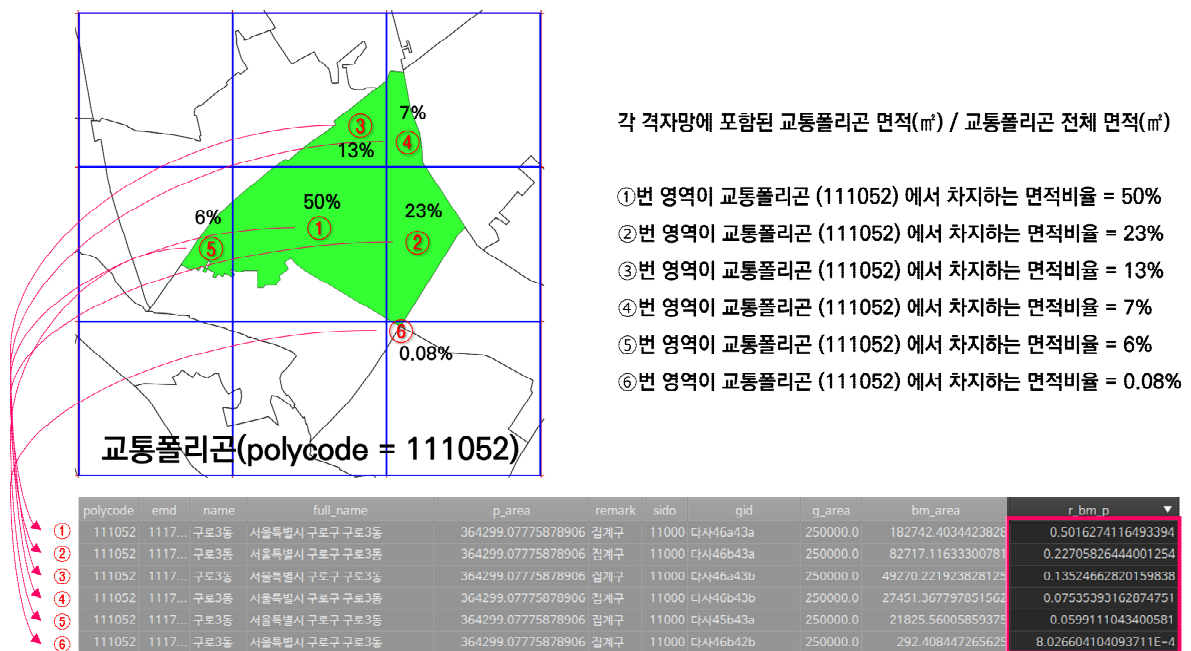 7%
③
④
13%
50%
23%
6%
①
②
⑤
⑥
0.08%
교통폴리곤(polycode = 111052)
각 격자망에 포함된 교통폴리곤 면적(㎡) / 교통폴리곤 전체 면적(㎡)
①번 영역이 교통폴리곤 (111052) 에서 차지하는 면적비율 = 50%
②번 영역이 교통폴리곤 (111052) 에서 차지하는 면적비율 = 23%
③번 영역이 교통폴리곤 (111052) 에서 차지하는 면적비율 = 13%
④번 영역이 교통폴리곤 (111052) 에서 차지하는 면적비율 = 7%
⑤번 영역이 교통폴리곤 (111052) 에서 차지하는 면적비율 = 6%
⑥번 영역이 교통폴리곤 (111052) 에서 차지하는 면적비율 = 0.08%
polycode emd name full_name p_area remark sido gid g_area bm_area r_bm_p ▼
① 111052 1117... 구로3동 서울특별시 구로구 구로3동 364299.07775878906 집계구 11000 다사46a43a 250000.0 182742.4034423828 0.5016274116493394
② 111052 1117... 구로3동 서울특별시 구로구 구로3동 364299.07775878906 집계구 11000 다사46b43a 250000.0 82717.11633300781 0.22705826444001254
③ 111052 1117... 구로3동 서울특별시 구로구 구로3동 364299.07775878906 집계구 11000 다사46a43b 250000.0 49270.221923828125 0.13524662820159838
④ 111052 1117... 구로3동 서울특별시 구로구 구로3동 364299.07775878906 집계구 11000 다사46b43b 250000.0 27451.367797851562 0.07535393162874751
⑤ 111052 1117... 구로3동 서울특별시 구로구 구로3동 364299.07775878906 집계구 11000 다사45b43a 250000.0 21825.56005859375 0.0599111043400581
⑥ 111052 1117... 구로3동 서울특별시 구로구 구로3동 364299.07775878906 집계구 11000 다사46b42b 250000.0 292.408447265625 8.026604104093711E-4